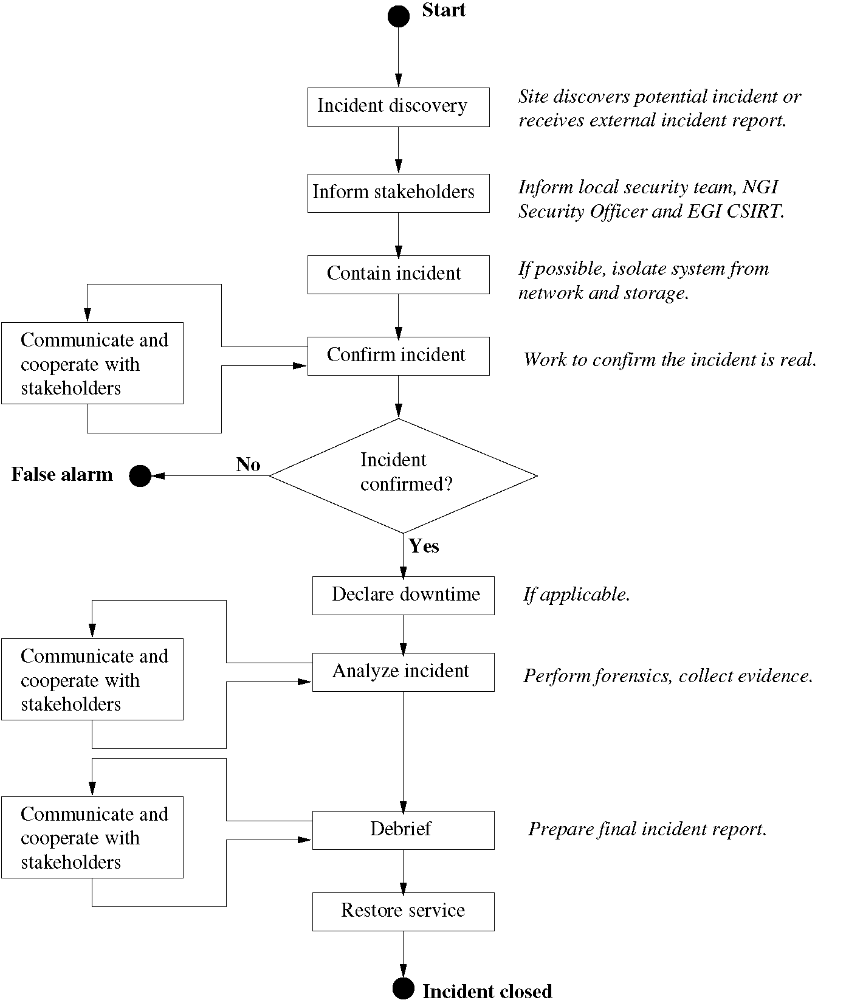 Start
Incident discovery
Site discovers potential incident or
receives external incident report.
Inform stakeholders
Inform local security team, NGI
Security Officer and EGI CSIRT.
Contain incident
If possible, isolate system from
network and storage.
Communicate and
cooperate with
stakeholders
Confirm incident
Work to confirm the incident is real.
Incident
confirmed?
No
False alarm
Yes
Declare downtime
If applicable.
Communicate and
cooperate with
stakeholders
Analyze incident
Perform forensics, collect evidence.
Communicate and
cooperate with
stakeholders
Debrief
Prepare final incident report.
Restore service
Incident closed